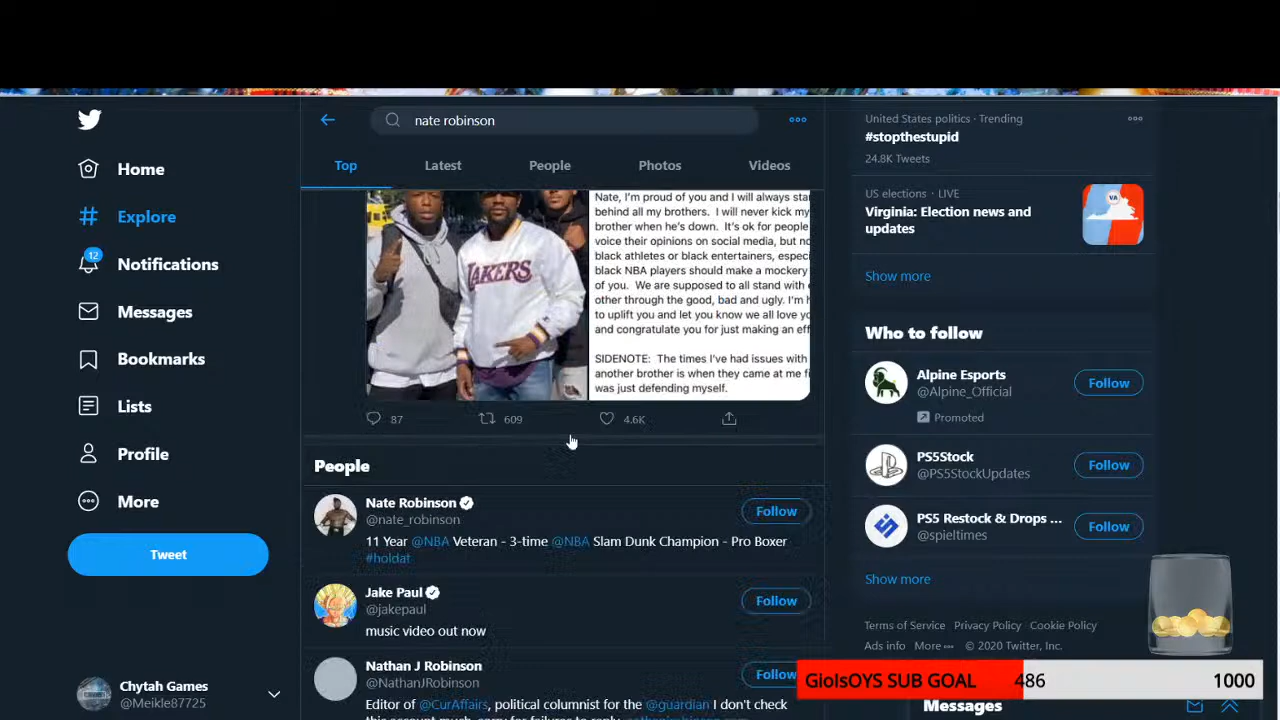 nate robinson
Home
Explore
12
Notifications
Messages
Bookmarks
Lists
Profile
More
Tweet
Chytah Games
@Meikle87725
Top
Latest
People
Photos
Videos
LAKERS
Nate, I'm proud of you and I will always
behind all my brothers. I will never kick my
brother when he's down. It's ok for people
voice their opinions on social media, but
black athletes or black entertainers,
black NBA players should make a mockery
of you. We are supposed to all stand with
other through the good, bad and ugly. I'm
to uplift you and let you know we all love
and congratulate you for just making an
SIDENOTE: The times I've had issues with
another brother is when they came at me
was just defending myself.
87
609
4.6K
People
Nate Robinson
@nate_robinson
Follow
11 Year @NBA Veteran - 3-time @NBA Slam Dunk Champion - Pro Boxer
#holdat
Jake Paul
@jakepaul
Follow
music video out now
Nathan J Robinson
@NathanJRobinson
Follow
Editor of @CurAffairs, political columnist for the @guardian I don't check
United States politics · Trending
#stopthestupid
24.8K Tweets
US elections · LIVE
Virginia: Election news and
updates
VA
Show more
Who to follow
Alpine Esports
@Alpine_Official
Promoted
Follow
PS5Stock
@PS5StockUpdates
Follow
PS5 Restock & Drops ...
@spieltimes
Follow
Show more
Terms of Service Privacy Policy Cookie Policy
Ads info More ··· © 2020 Twitter, Inc.
GioIsOYS SUB GOAL 486 1000
Messages